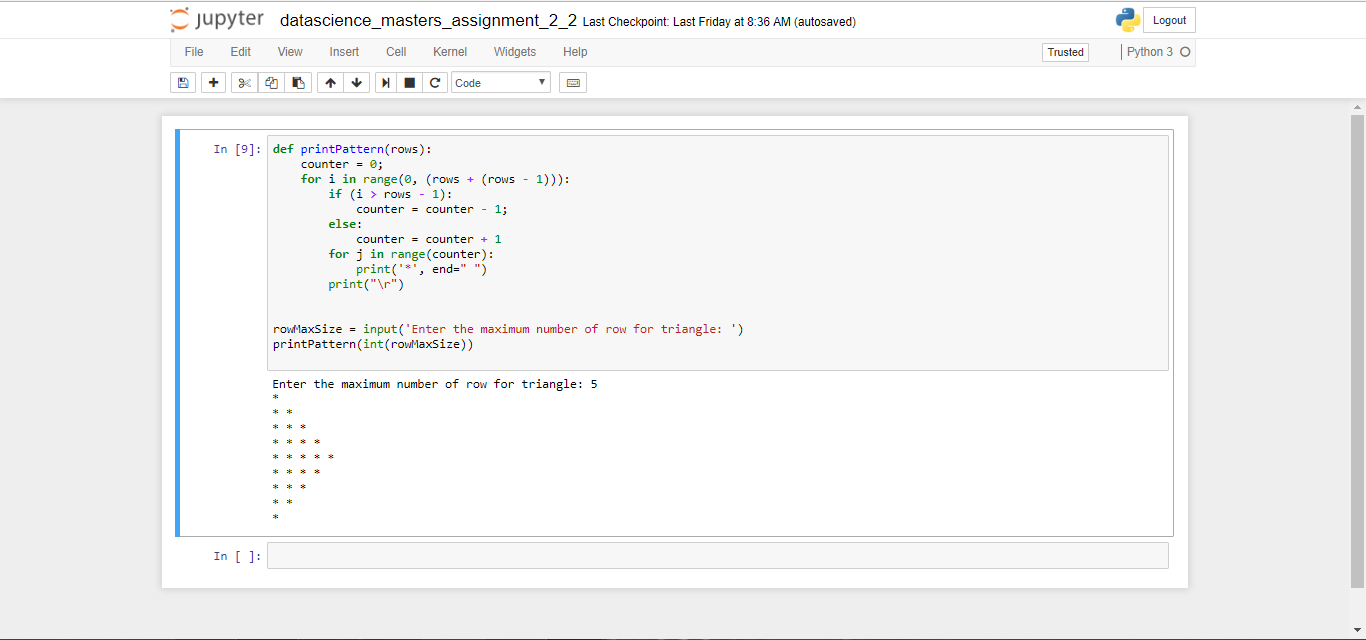 jupyter datascience_masters_assignment_2_2 Last Checkpoint: Last Friday at 8:36 AM (autosaved) Logout
File Edit View Insert Cell Kernel Widgets Help Trusted Python 3
Code
In [9]: def printPattern(rows):
    counter = 0;
    for i in range(0, (rows + (rows - 1))):
        if (i > rows - 1):
            counter = counter - 1;
        else:
            counter = counter + 1
        for j in range(counter):
            print('*', end=" ")
        print("\r")
rowMaxSize = input('Enter the maximum number of row for triangle: ')
printPattern(int(rowMaxSize))
Enter the maximum number of row for triangle: 5
*
* *
* * *
* * * *
* * * * *
* * * *
* * *
* *
*
In [ ]: